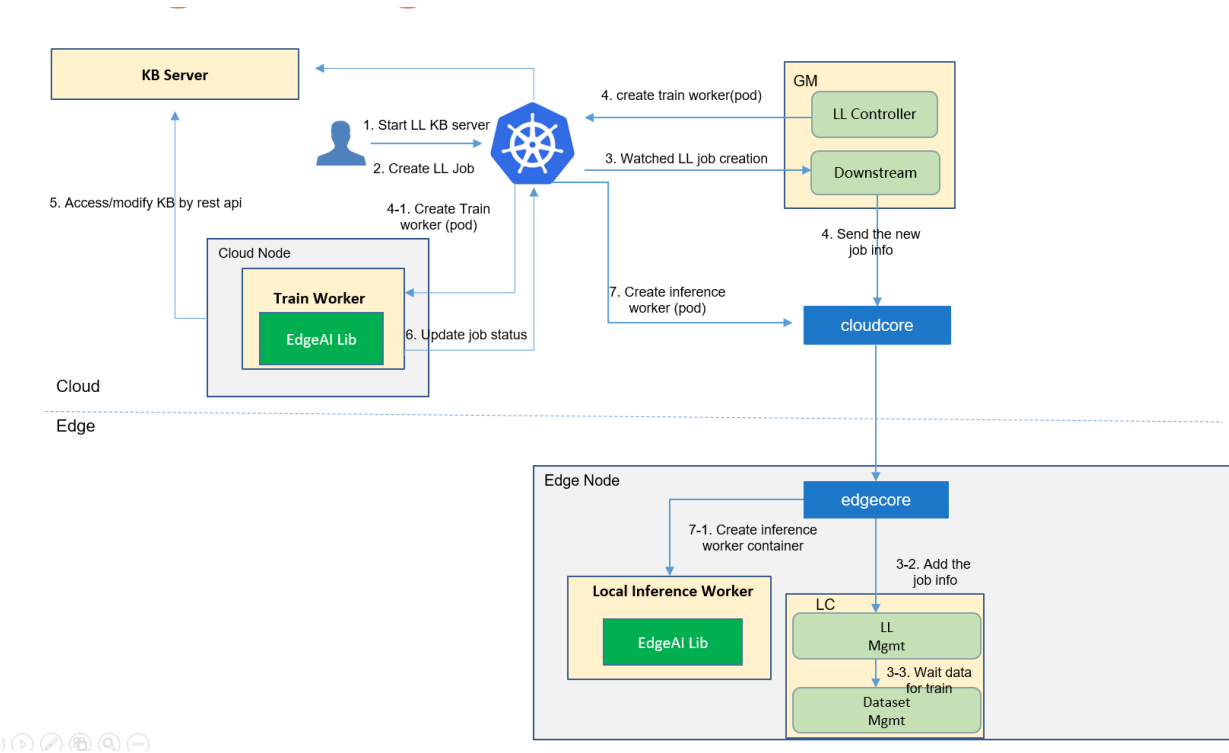 KB Server
GM
4. create train worker(pod)
LL Controller
1. Start LL KB server
3. Watched LL job creation
2. Create LL Job
Downstream
5. Access/modify KB by rest api
4-1. Create Train
worker (pod)
4. Send the new
job info
Cloud Node
Train Worker
7. Create inference
worker (pod)
EdgeAI Lib
6. Update job status
cloudcore
Cloud
Edge
Edge Node
edgecore
7-1. Create inference
worker container
3-2. Add the
job info
Local Inference Worker
LC
EdgeAI Lib
LL
Mgmt
3-3. Wait data
for train
Dataset
Mgmt